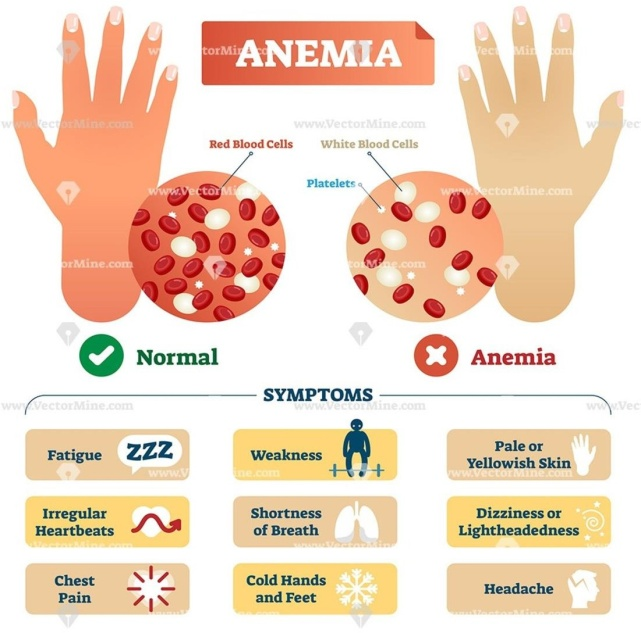 ANEMIA
Red Blood Cells
White Blood Cells
Platelets
Normal
Anemia
SYMPTOMS
Fatigue
ZZZ
Weakness
Pale or
Yellowish Skin
Irregular
Heartbeats
Shortness
of Breath
Dizziness or
Lightheadedness
Chest
Pain
Cold Hands
and Feet
Headache
www.VectorMine.com